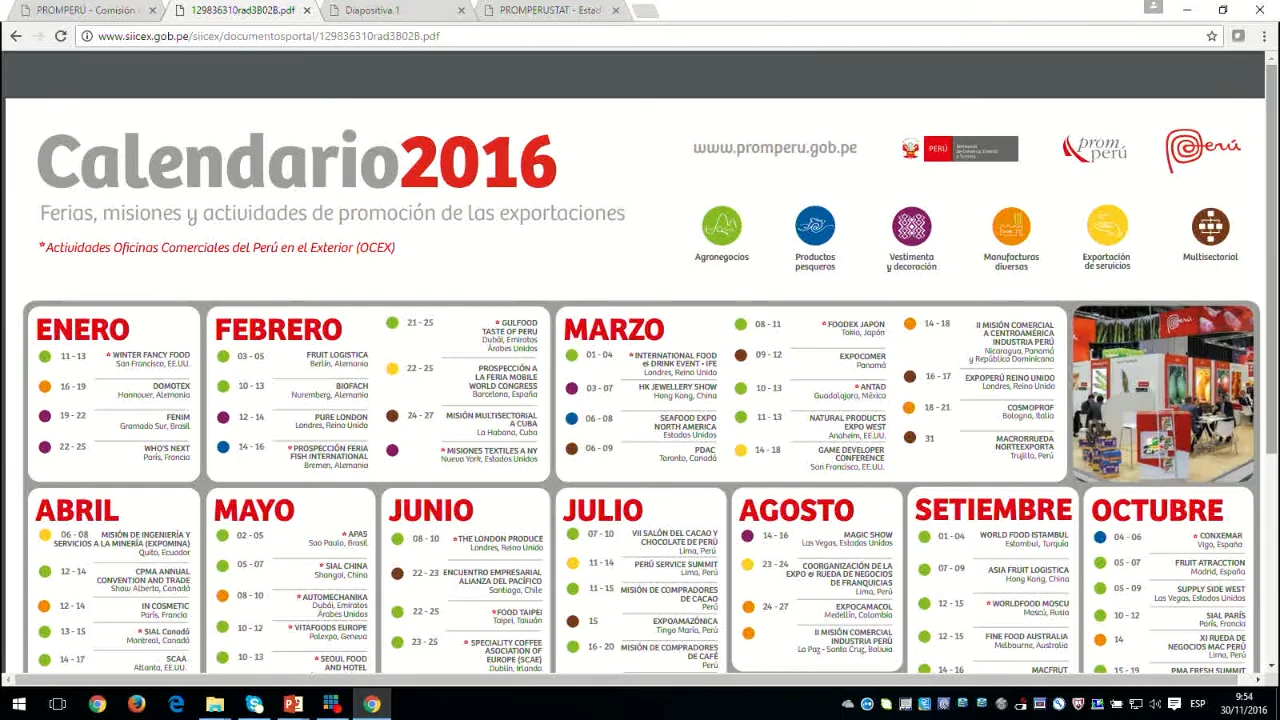 PROMPERÚ - Comisión
129836310rad3B02B.pdf
Diapositiva 1
PROMPERUSTAT - Estad
www.siicex.gob.pe/siicex/documentosportal/129836310rad3B02B.pdf
Calendario2016
Ferias, misiones y actividades de promoción de las exportaciones
*Actividades Oficinas Comerciales del Perú en el Exterior (OCEX)
www.promperu.gob.pe
PERÚ
prom
perú
Perú
Agronegocios
Productos
pesqueros
Vestimenta
y decoración
Manufacturas
diversas
Exportación
de servicios
Multisectorial
ENERO
11 - 13 * WINTER FANCY FOOD
San Francisco, EE.UU.
16 - 19 DOMOTEX
Hannover, Alemania
19 - 22 FENIM
Gramado Sur, Brasil
22 - 25 WHO'S NEXT
París, Francia
FEBRERO
03 - 05 FRUIT LOGISTICA
Berlín, Alemania
10 - 13 BIOFACH
Nuremberg, Alemania
12 - 14 PURE LONDON
Londres, Reino Unido
14 - 16 * PROSPECCIÓN FERIA
FISH INTERNATIONAL
Bremen, Alemania
21 - 25 * GULFOOD
TASTE OF PERU
Dubái, Emiratos
Árabes Unidos
22 - 25 PROSPECCIÓN A
LA FERIA MOBILE
WORLD CONGRESS
Barcelona, España
24 - 27 MISIÓN MULTISECTORIAL
A CUBA
La Habana, Cuba
* MISIONES TEXTILES A NY
Nueva York, Estados Unidos
MARZO
01 - 04 * INTERNATIONAL FOOD
& DRINK EVENT - IFE
Londres, Reino Unido
03 - 07 HK JEWELLERY SHOW
Hong Kong, China
06 - 08 SEAFOOD EXPO
NORTH AMERICA
Estados Unidos
06 - 09 PDAC
Toronto, Canadá
08 - 11 * FOODEX JAPON
Tokio, Japón
09 - 12 EXPOCOMER
Panamá
10 - 13 * ANTAD
Guadalajara, México
11 - 13 NATURAL PRODUCTS
EXPO WEST
Anaheim, EE.UU.
14 - 18 GAME DEVELOPER
CONFERENCE
San Francisco, EE.UU.
14 - 18 II MISIÓN COMERCIAL
A CENTROAMÉRICA
INDUSTRIA PERÚ
Nicaragua, Panamá
y República Dominicana
16 - 17 EXPOPERÚ REINO UNIDO
Londres, Reino Unido
18 - 21 COSMOPROF
Bologna, Italia
31 MACRORRUEDA
NORTEEXPORTA
Trujillo, Perú
ABRIL
06 - 08 MISIÓN DE INGENIERÍA Y
SERVICIOS A LA MINERÍA (EXPOMINA)
Quito, Ecuador
12 - 14 CPMA ANNUAL
CONVENTION AND TRADE
Shaw Alberta, Canadá
12 - 14 IN COSMETIC
París, Francia
13 - 15 * SIAL Canadá
Montreal, Canadá
14 - 17 SCAA
Atlanta, EE.UU.
MAYO
02 - 05 * APAS
Sao Paulo, Brasil
05 - 07 * SIAL CHINA
Shangai, China
08 - 10 * AUTOMECHANIKA
Dubái, Emiratos
Árabes Unidos
10 - 12 * VITAFOODS EUROPE
Palexpo, Geneva
10 - 13 * SEOUL FOOD
AND HOTEL
JUNIO
08 - 10 *THE LONDON PRODUCE
Londres, Reino Unido
22 - 23 ENCUENTRO EMPRESARIAL
ALIANZA DEL PACÍFICO
Santiago, Chile
22 - 25 *FOOD TAIPEI
Taipei, Taiwán
23 - 25 * SPECIALITY COFFEE
ASOCIATION OF
EUROPE (SCAE)
Dublín, Irlanda
JULIO
07 - 10 VII SALÓN DEL CACAO Y
CHOCOLATE DE PERÚ
Lima, Perú
11 - 14 PERÚ SERVICE SUMMIT
Lima, Perú
11 - 15 MISIÓN DE COMPRADORES
DE CACAO
Perú
15 EXPOAMAZÓNICA
Tingo María, Perú
16 - 20 MISIÓN DE COMPRADORES
DE CAFÉ
Perú
AGOSTO
14 - 16 MAGIC SHOW
Las Vegas, Estados Unidos
23 - 24 COORGANIZACIÓN DE LA
EXPO & RUEDA DE NEGOCIOS
DE FRANQUICIAS
Lima, Perú
24 - 27 EXPOCAMACOL
Medellín, Colombia
II MISIÓN COMERCIAL
INDUSTRIA PERÚ
La Paz - Santa Cruz, Bolivia
SETIEMBRE
01 - 04 WORLD FOOD ISTAMBUL
Estambul, Turquía
07 - 09 ASIA FRUIT LOGISTICA
Hong Kong, China
12 - 15 * WORLDFOOD MOSCU
Moscú, Rusia
12 - 15 FINE FOOD AUSTRALIA
Melbourne, Australia
14 - 16 MACFRUT
OCTUBRE
04 - 06 * CONXEMAR
Vigo, España
05 - 07 FRUIT ATRACCTION
Madrid, España
05 - 09 SUPPLY SIDE WEST
Las Vegas, Estados Unidos
10 - 12 SIAL PARÍS
París, Francia
14 XI RUEDA DE
NEGOCIOS MAC PERÚ
Lima, Perú
15 - 19 PMA FRESH SUMMIT
ESP
9:54
30/11/2016